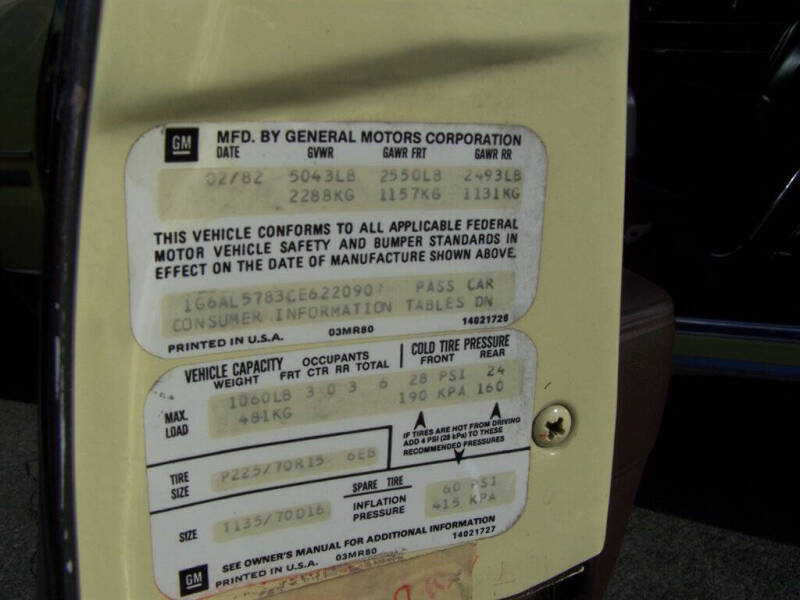 GM MFD. BY GENERAL MOTORS CORPORATION
DATE GVWR GAWR FRT GAWR RR
02/82 5043LB 2550LB 2493LB
2288KG 1157KG 1131KG
THIS VEHICLE CONFORMS TO ALL APPLICABLE FEDERAL
MOTOR VEHICLE SAFETY AND BUMPER STANDARDS IN
EFFECT ON THE DATE OF MANUFACTURE SHOWN ABOVE.
1G6AL5783CE622090 PASS CAR
CONSUMER INFORMATION TABLES DN
PRINTED IN U.S.A. 03MR80 14021726
VEHICLE CAPACITY OCCUPANTS COLD TIRE PRESSURE
WEIGHT FRT CTR RR TOTAL FRONT REAR
MAX. LOAD 1060LB 3 0 3 6 28 PSI 24
481KG 190 KPA 160
IF TIRES ARE HOT FROM DRIVING
ADD 4 PSI (28 kPa) TO THESE
RECOMMENDED PRESSURES
TIRE SIZE P225/70R15 6EB
SPARE TIRE
SIZE T135/70D16 INFLATION PRESSURE 60 PSI
415 KPA
SEE OWNER'S MANUAL FOR ADDITIONAL INFORMATION
GM PRINTED IN U.S.A. 03MR80 14021727